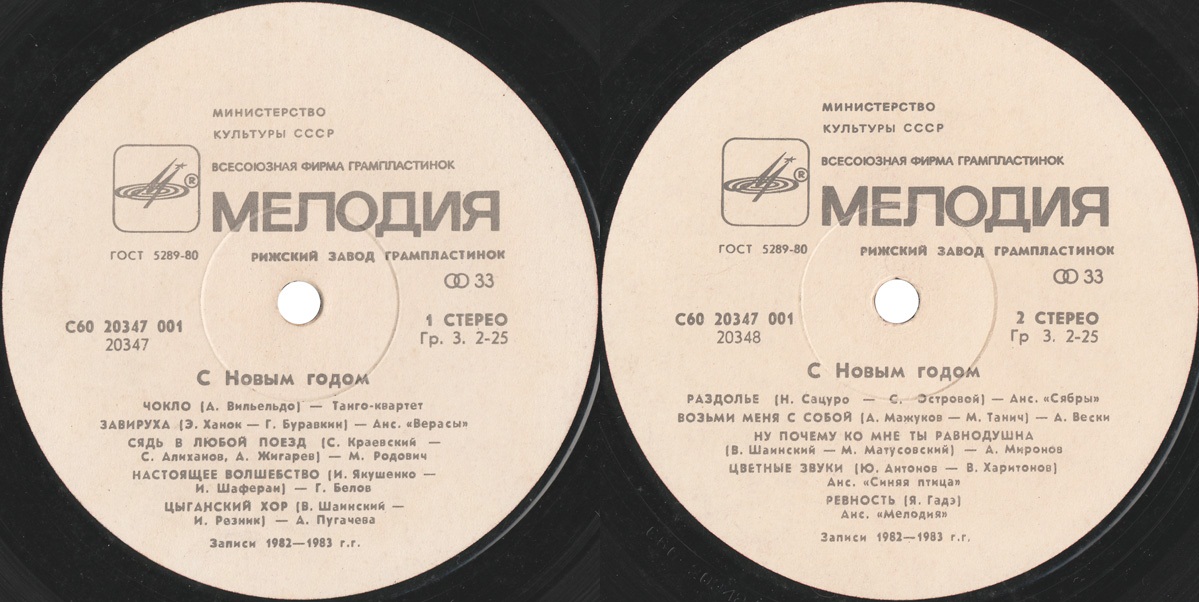 МИНИСТЕРСТВО
КУЛЬТУРЫ СССР
ВСЕСОЮЗНАЯ ФИРМА ГРАМПЛАСТИНОК
®
МЕЛОДИЯ
ГОСТ 5289-80
РИЖСКИЙ ЗАВОД ГРАМПЛАСТИНОК
33
С60 20347 001
20347
1 СТЕРЕО
Гр. 3. 2-25
С Новым годом
ЧОКЛО (А. Вильельдо) — Танго-квартет
ЗАВИРУХА (Э. Ханок — Г. Буравкин) — Анс. «Верасы»
СЯДЬ В ЛЮБОЙ ПОЕЗД (С. Краевский —
С. Алиханов, А. Жигарев) — М. Родович
НАСТОЯЩЕЕ ВОЛШЕБСТВО (И. Якушенко —
И. Шаферан) — Г. Белов
ЦЫГАНСКИЙ ХОР (В. Шаинский —
И. Резник) — А. Пугачева
Записи 1982—1983 г.г.
МИНИСТЕРСТВО
КУЛЬТУРЫ СССР
ВСЕСОЮЗНАЯ ФИРМА ГРАМПЛАСТИНОК
®
МЕЛОДИЯ
ГОСТ 5289-80
РИЖСКИЙ ЗАВОД ГРАМПЛАСТИНОК
33
С60 20347 001
20348
2 СТЕРЕО
Гр 3. 2-25
С Новым годом
РАЗДОЛЬЕ (Н. Сацуро — С. Островой) — Анс. «Сябры»
ВОЗЬМИ МЕНЯ С СОБОЙ (А. Мажуков — М. Танич) — А. Вески
НУ ПОЧЕМУ КО МНЕ ТЫ РАВНОДУШНА
(В. Шаинский — М. Матусовский) — А. Миронов
ЦВЕТНЫЕ ЗВУКИ (Ю. Антонов — В. Харитонов)
Анс. «Синяя птица»
РЕВНОСТЬ (Я. Гадэ)
Анс. «Мелодия»
Записи 1982—1983 г.г.